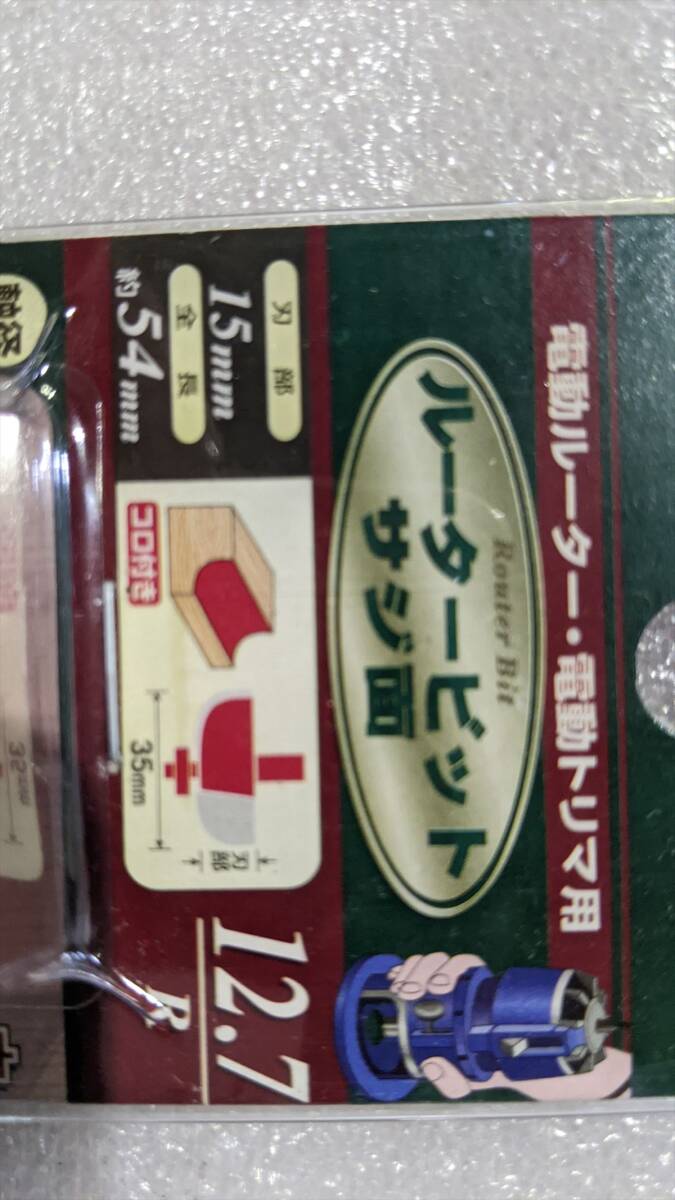 電動ルーター・電動トリマ用
Router Bit
ルータービット
サジ面
刃部
15mm
全長
約54mm
コロ付き
35mm
刃部
12.7
R
軸径
32mm